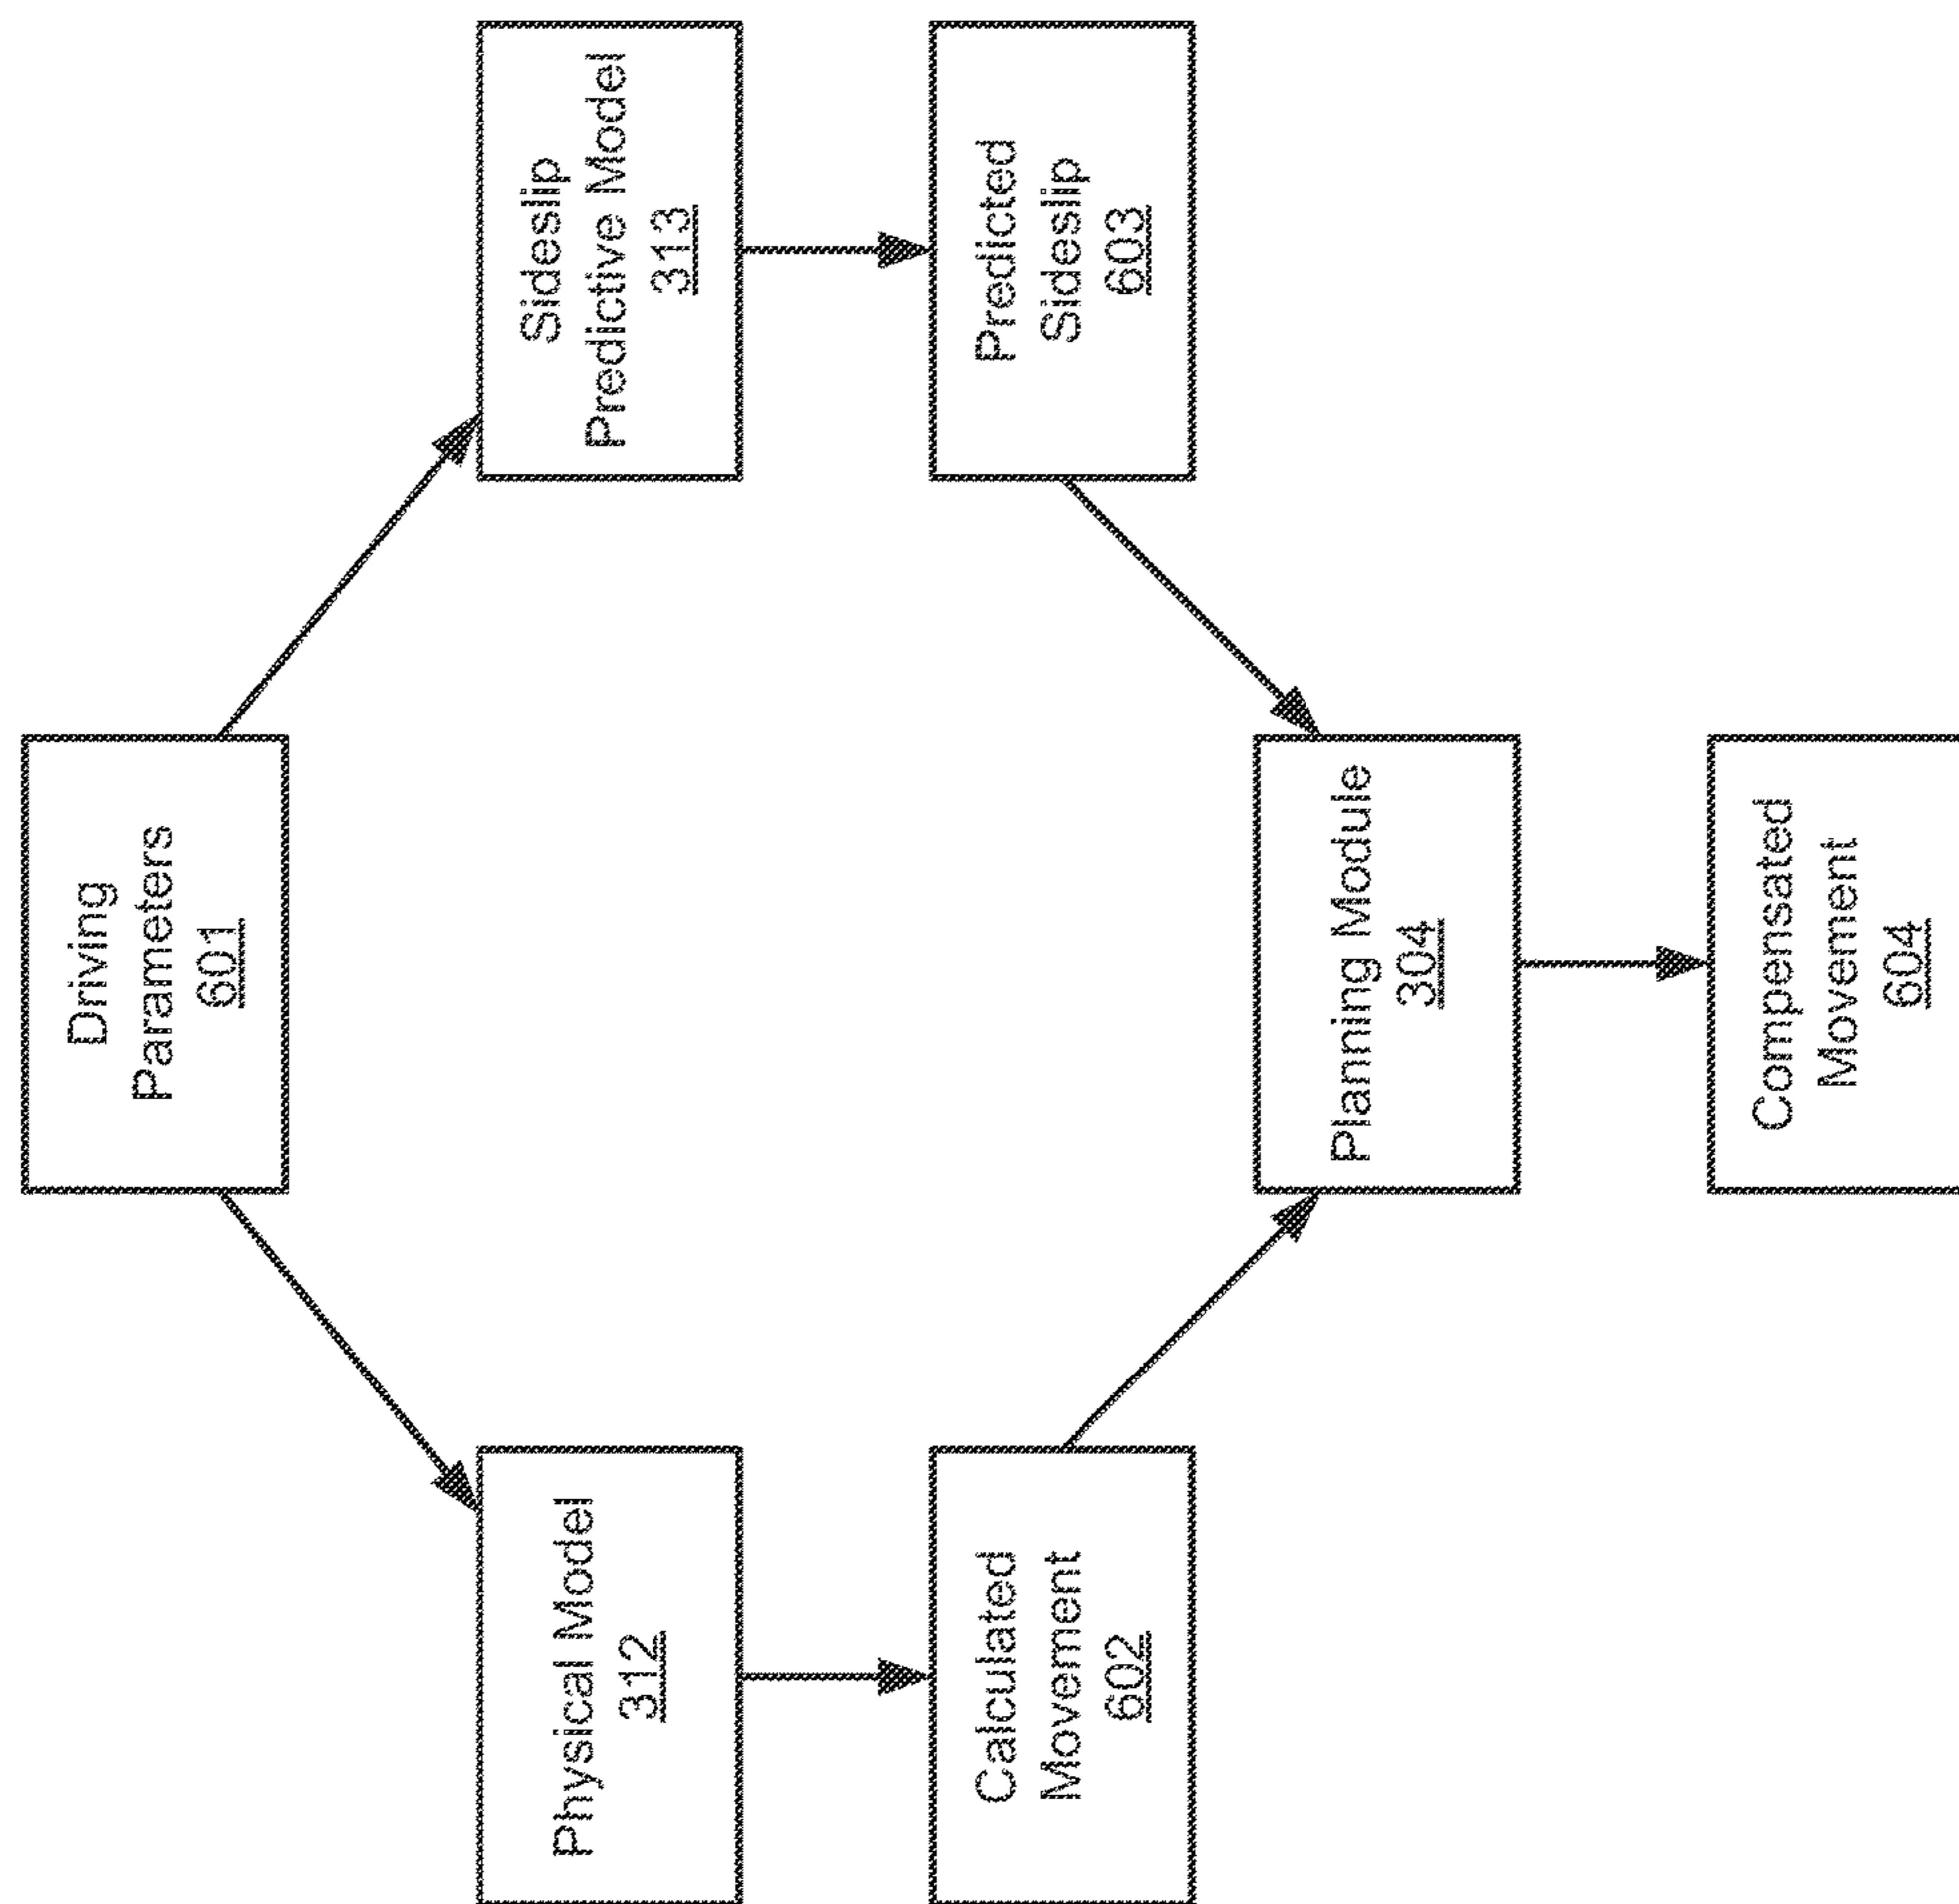 Driving
Parameters
601
Physical Model
312
Sideslip
Predictive Model
313
Calculated
Movement
602
Predicted
Sideslip
603
Planning Module
304
Compensated
Movement
604